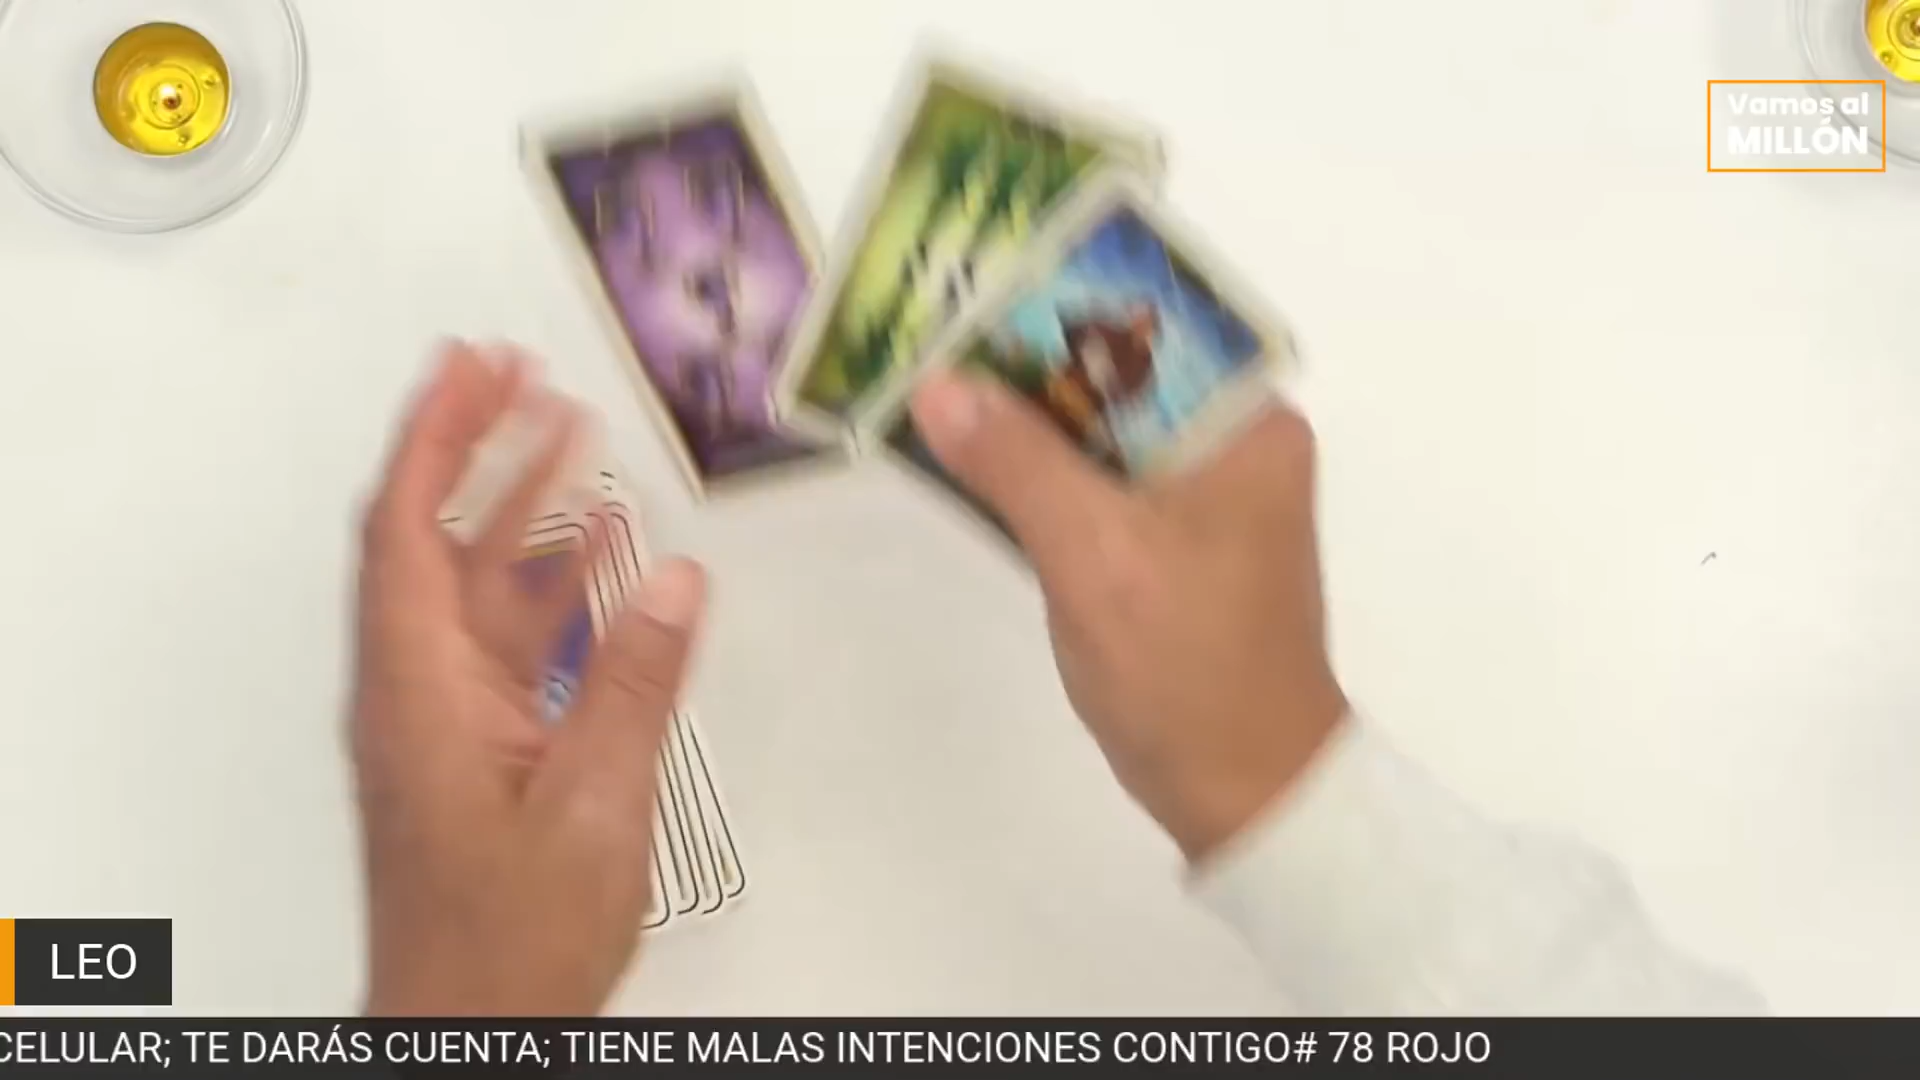 Vamos al
MILLÓN
LEO
CELULAR; TE DARÁS CUENTA; TIENE MALAS INTENCIONES CONTIGO# 78 ROJO